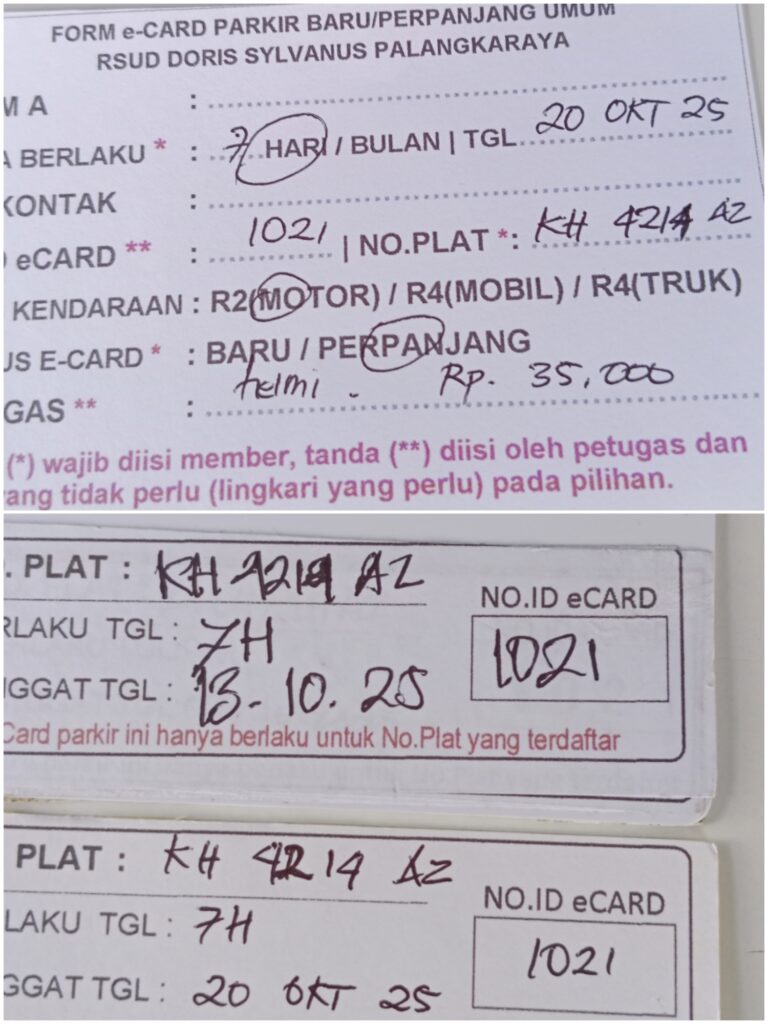 FORM e-CARD PARKIR BARU/PERPANJANG UMUM
RSUD DORIS SYLVANUS PALANGKARAYA
M A :
A BERLAKU * : 7 HARI / BULAN | TGL 20 OKT 25
KONTAK :
D eCARD ** : 1021 | NO.PLAT *: KH 4214 AZ
KENDARAAN : R2(MOTOR) / R4(MOBIL) / R4(TRUK)
US E-CARD * : BARU / PERPANJANG
GAS ** : helmi . Rp. 35,000
(*) wajib diisi member, tanda (**) diisi oleh petugas dan
ang tidak perlu (lingkari yang perlu) pada pilihan.
. PLAT : KH 4214 AZ
NO.ID eCARD
RLAKU TGL : 7H
1021
NGGAT TGL : 13-10.25
Card parkir ini hanya berlaku untuk No.Plat yang terdaftar
PLAT : KH 4214 AZ
NO.ID eCARD
LAKU TGL : 7H
1021
GGAT TGL : 20 OKT 25